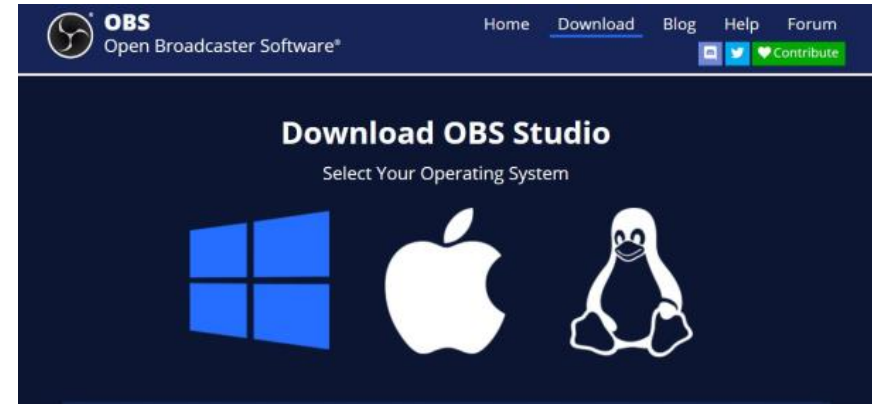 OBS
Open Broadcaster Software®
Home Download Blog Help Forum
Contribute
Download OBS Studio
Select Your Operating System